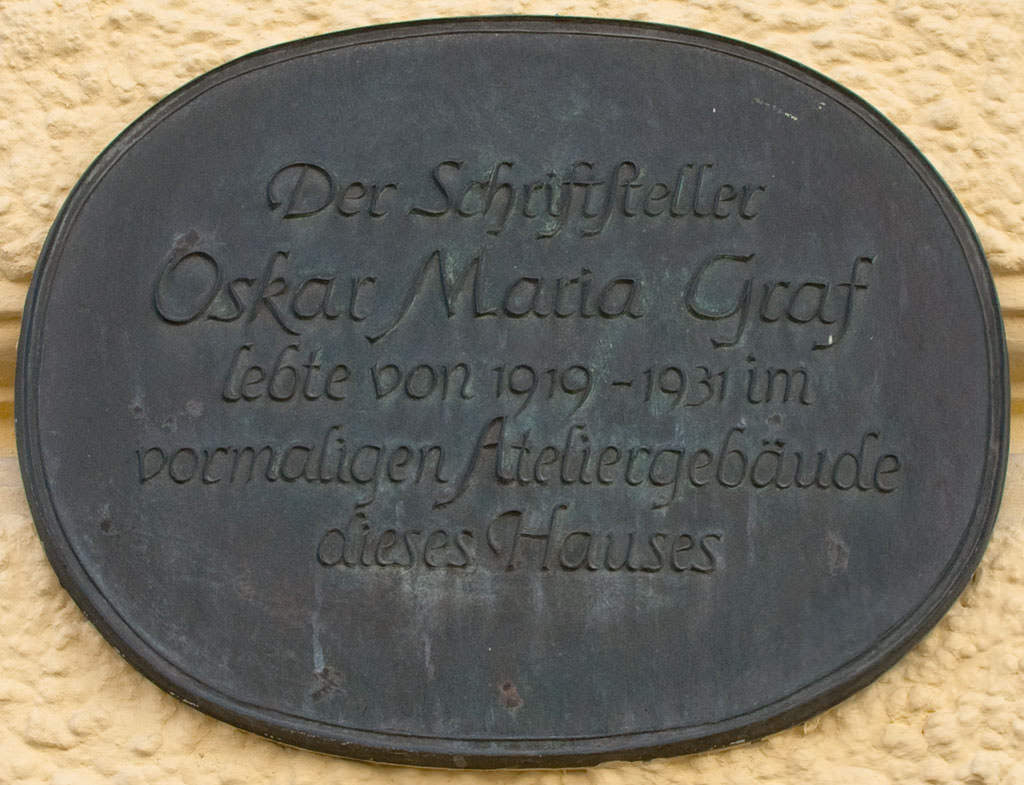 Der Schriftsteller
Oskar Maria Graf
lebte von 1919-1931 im
vormaligen Ateliergebäude
dieses Hauses